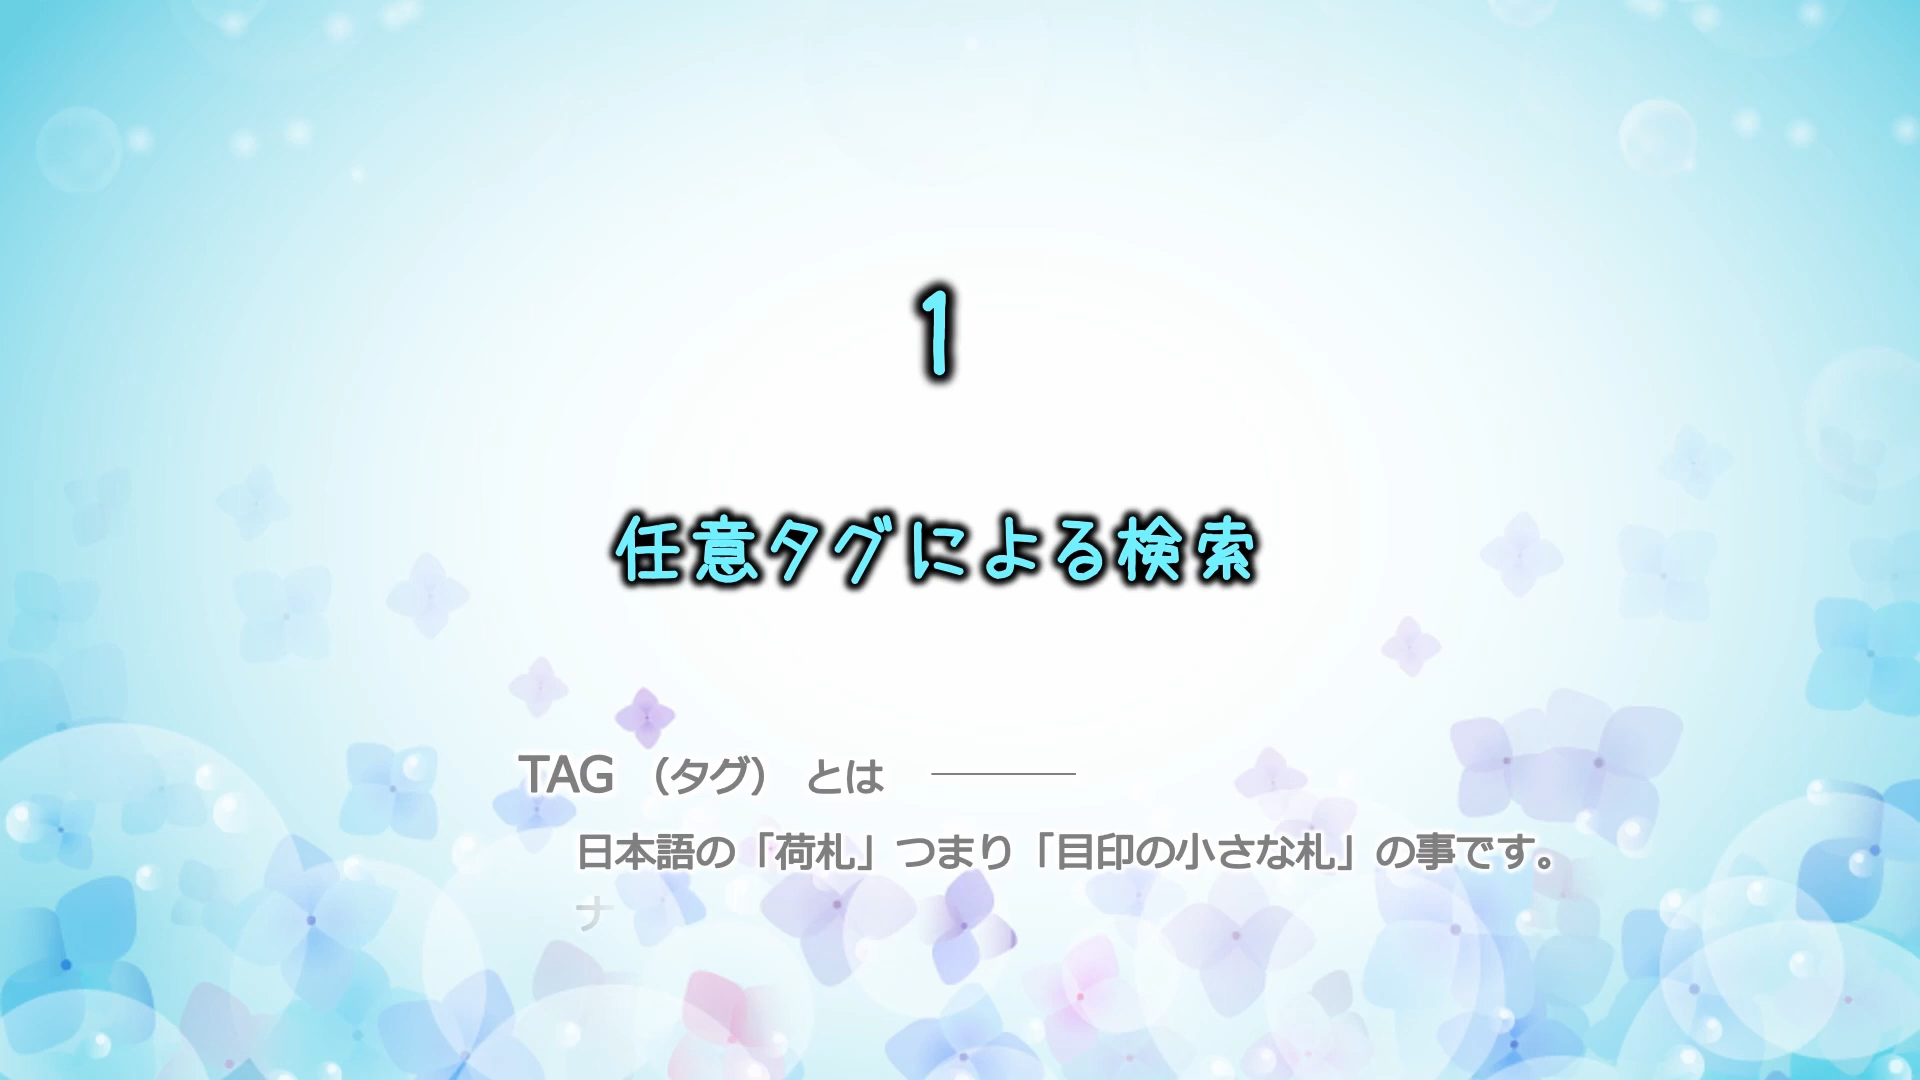 1
任意タグによる検索
TAG （タグ） とは ――――
日本語の「荷札」つまり「目印の小さな札」の事です。
ナ